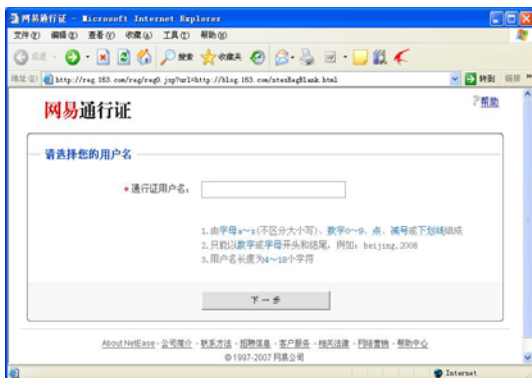 网易通行证 - Microsoft Internet Explorer
文件(F) 编辑(E) 查看(V) 收藏(A) 工具(T) 帮助(H)
后退 搜索 收藏夹
地址(D) http://reg.163.com/reg/reg0.jsp?url=http://blog.163.com/ntesRegBlank.html 转到 链接 »
网易通行证
?帮助
请选择您的用户名
*通行证用户名:
1.由字母a~z(不区分大小写)、数字0~9、点、减号或下划线组成
2.只能以数字或字母开头和结尾,例如:beijing.2008
3.用户名长度为4~18个字符
下一步
About NetEase - 公司简介 - 联系方法 - 招聘信息 - 客户服务 - 相关法律 - 网络营销 - 帮助中心
©1997-2007 网易公司
Internet